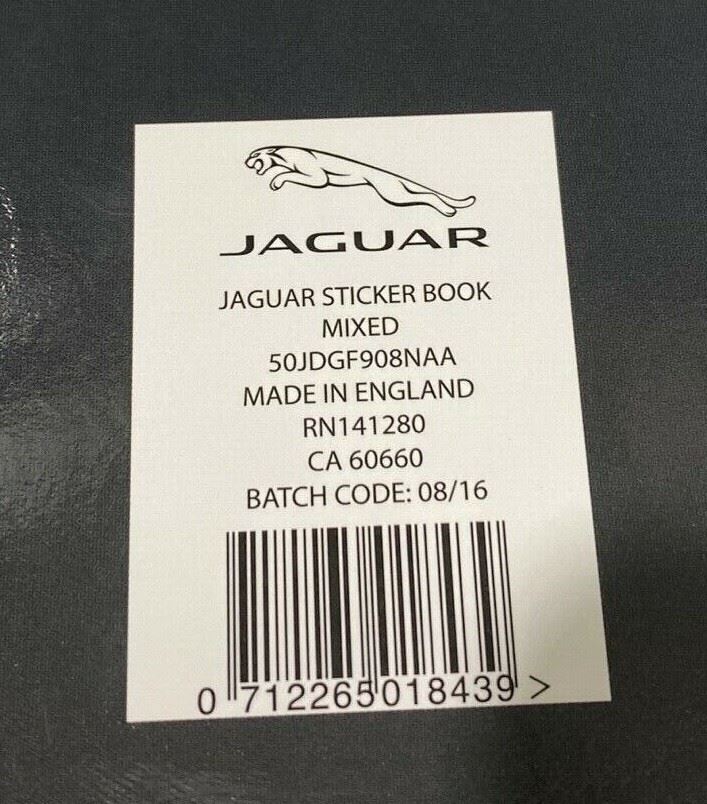 JAGUAR
JAGUAR STICKER BOOK
MIXED
50JDGF908NAA
MADE IN ENGLAND
RN141280
CA 60660
BATCH CODE: 08/16
0 712265 018439 >